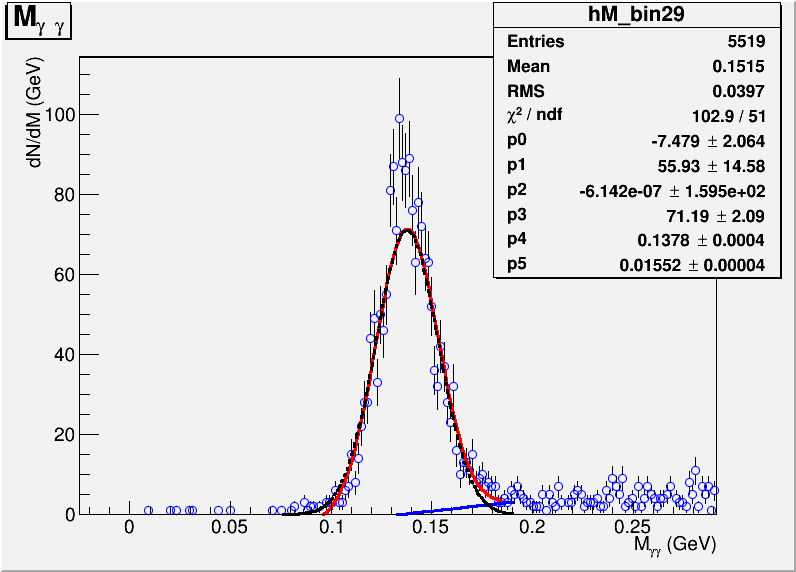 M_γ γ
hM_bin29
Entries 5519
Mean 0.1515
RMS 0.0397
χ² / ndf 102.9 / 51
p0 -7.479 ± 2.064
p1 55.93 ± 14.58
p2 -6.142e-07 ± 1.595e+02
p3 71.19 ± 2.09
p4 0.1378 ± 0.0004
p5 0.01552 ± 0.00004
dN/dM (GeV)
100
80
60
40
20
0
0 0.05 0.1 0.15 0.2 0.25
M_γγ (GeV)